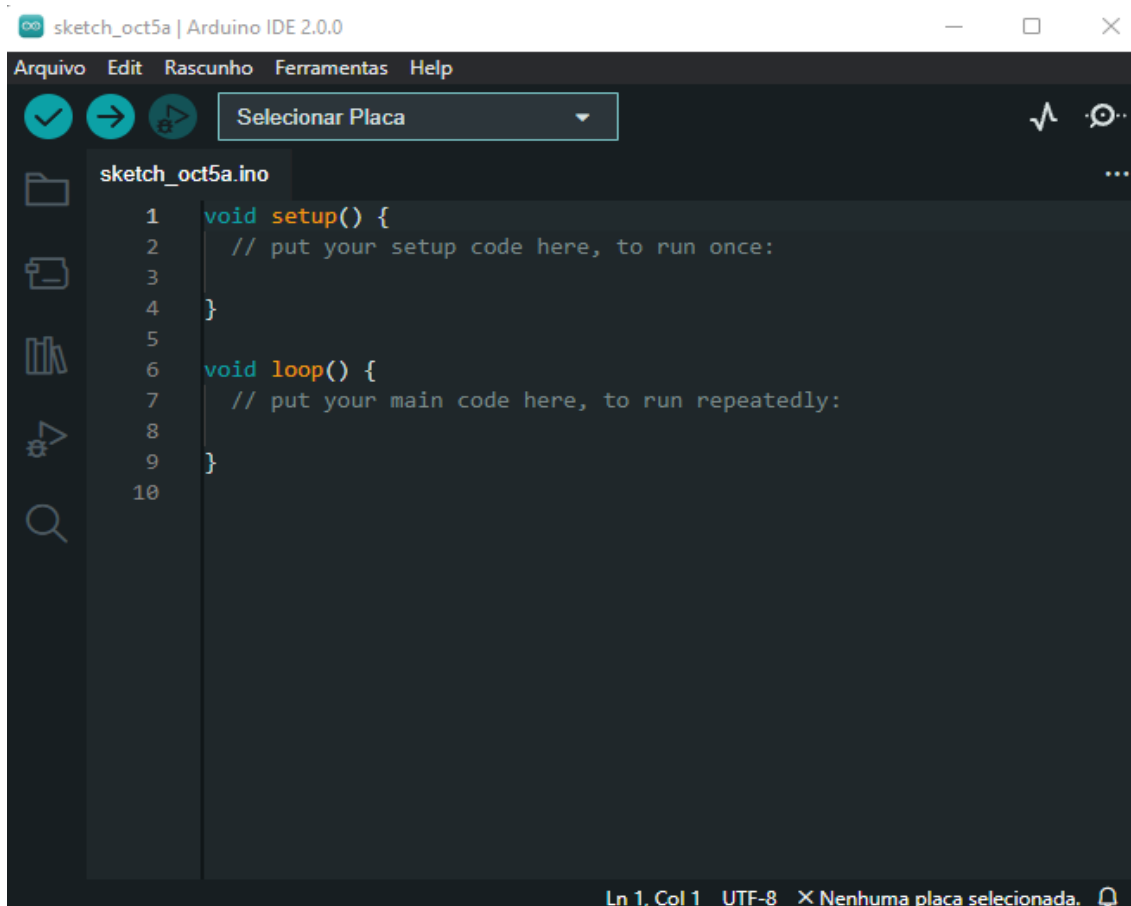 sketch_oct5a | Arduino IDE 2.0.0
Arquivo Edit Rascunho Ferramentas Help
Selecionar Placa
sketch_oct5a.ino
1 void setup() {
2 // put your setup code here, to run once:
3
4 }
5
6 void loop() {
7 // put your main code here, to run repeatedly:
8
9 }
10
Ln 1, Col 1 UTF-8 Nenhuma placa selecionada.